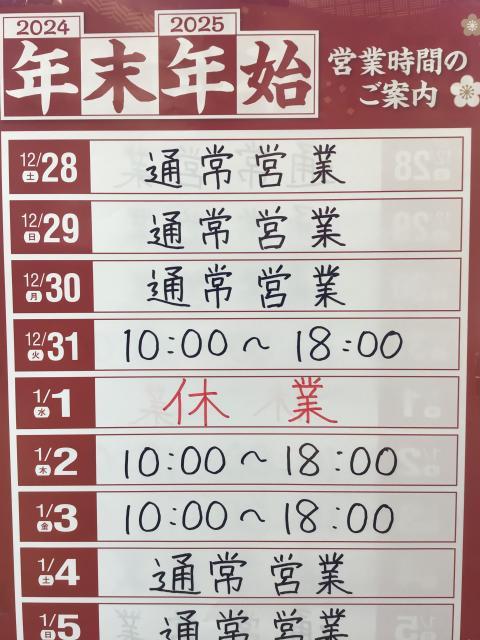 2024 2025
年末年始
営業時間の
ご案内
12/28 土 通常営業
12/29 日 通常営業
12/30 月 通常営業
12/31 火 10:00～18:00
1/1 水 休業
1/2 木 10:00～18:00
1/3 金 10:00～18:00
1/4 土 通常営業
1/5 日 通常営業